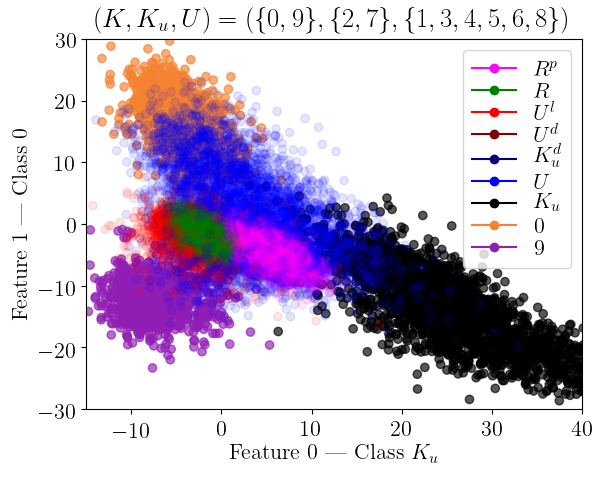 (K, K_u, U) = ({0, 9}, {2, 7}, {1, 3, 4, 5, 6, 8})
30
20
10
0
−10
−20
−30
Feature 1 — Class 0
R^p
R
U^l
U^d
K_u^d
U
K_u
0
9
−10
0
10
20
30
40
Feature 0 — Class K_u